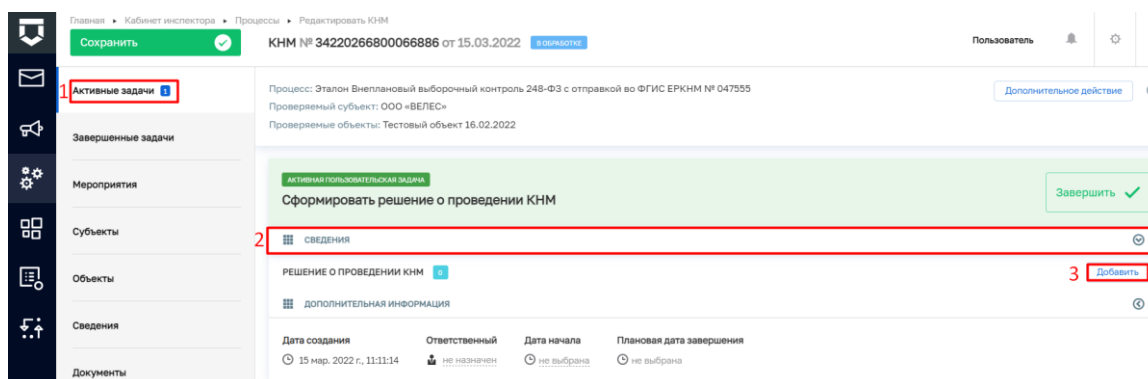 Главная ▸ Кабинет инспектора ▸ Процессы ▸ Редактировать КНМ
Сохранить
КНМ № 34220266800066886 от 15.03.2022 В ОБРАБОТКЕ
Пользователь
1 Активные задачи 1
Завершенные задачи
Мероприятия
Субъекты
Объекты
Сведения
Документы
Процесс: Эталон Внеплановый выборочный контроль 248-ФЗ с отправкой во ФГИС ЕРКНМ № 047555
Проверяемый субъект: ООО «ВЕЛЕС»
Проверяемые объекты: Тестовый объект 16.02.2022
Дополнительное действие
АКТИВНАЯ ПОЛЬЗОВАТЕЛЬСКАЯ ЗАДАЧА
Сформировать решение о проведении КНМ
Завершить
2 СВЕДЕНИЯ
РЕШЕНИЕ О ПРОВЕДЕНИИ КНМ 0
3 Добавить
ДОПОЛНИТЕЛЬНАЯ ИНФОРМАЦИЯ
Дата создания Ответственный Дата начала Плановая дата завершения
15 мар. 2022 г., 11:11:14 не назначен не выбрана не выбрана